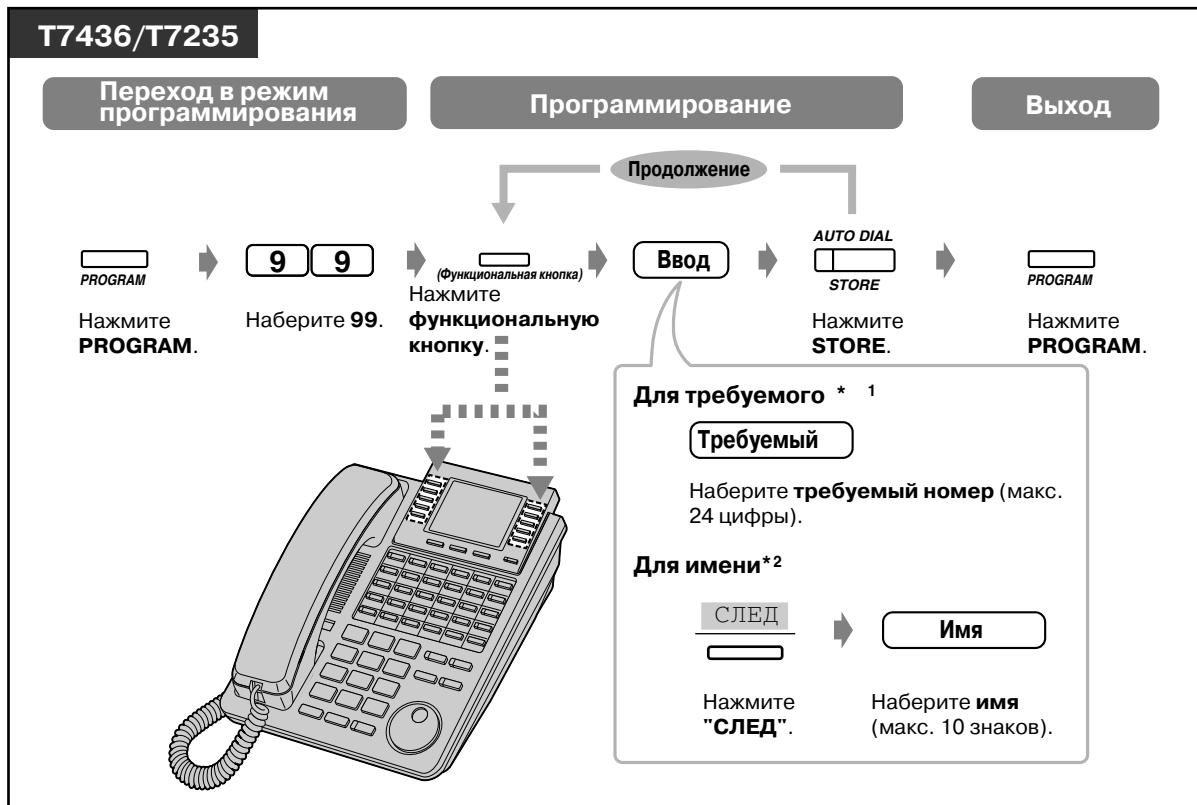 T7436/T7235
Переход в режим
программирования
Программирование
Выход
Продолжение
PROGRAM
Нажмите
PROGRAM.
9 9
Наберите 99.
(Функциональная кнопка)
Нажмите
функциональную
кнопку.
Ввод
AUTO DIAL
STORE
Нажмите
STORE.
PROGRAM
Нажмите
PROGRAM.
Для требуемого * 1
Требуемый
Наберите требуемый номер (макс.
24 цифры).
Для имени*2
СЛЕД
Имя
Нажмите
"СЛЕД".
Наберите имя
(макс. 10 знаков).